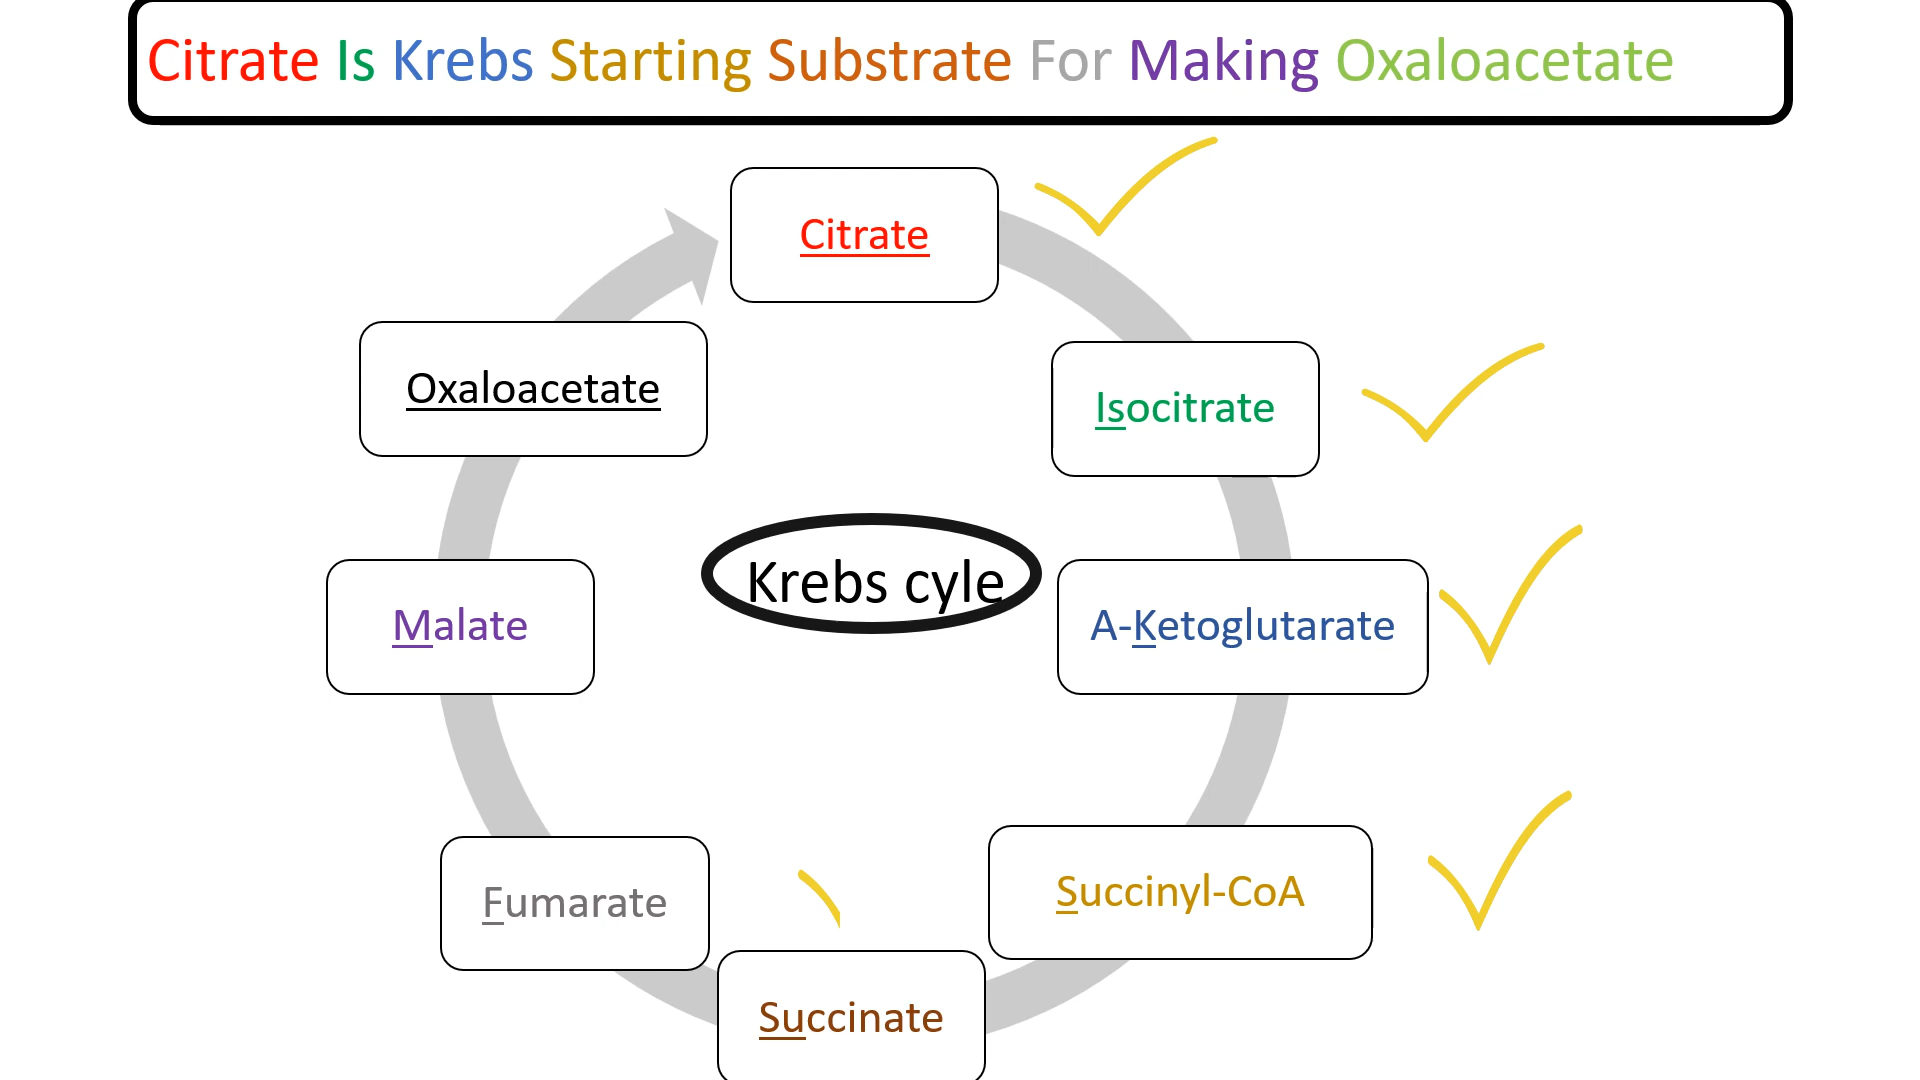 Citrate Is Krebs Starting Substrate For Making Oxaloacetate
Citrate
Isocitrate
A-Ketoglutarate
Succinyl-CoA
Succinate
Fumarate
Malate
Oxaloacetate
Krebs cyle